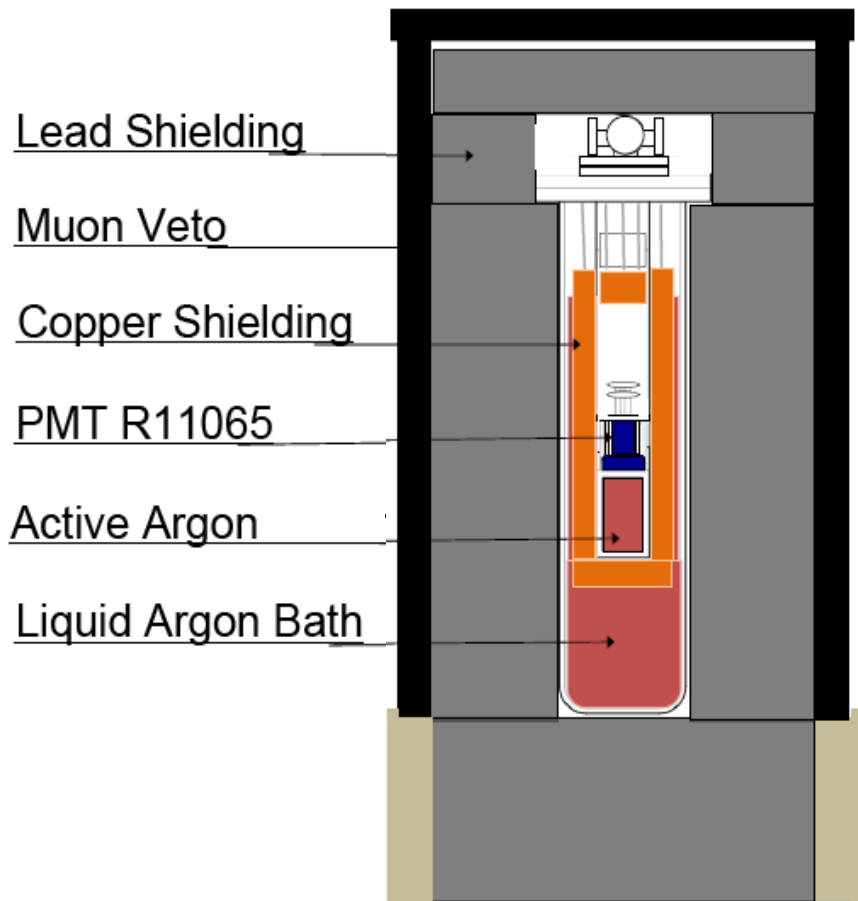 Lead Shielding
Muon Veto
Copper Shielding
PMT R11065
Active Argon
Liquid Argon Bath